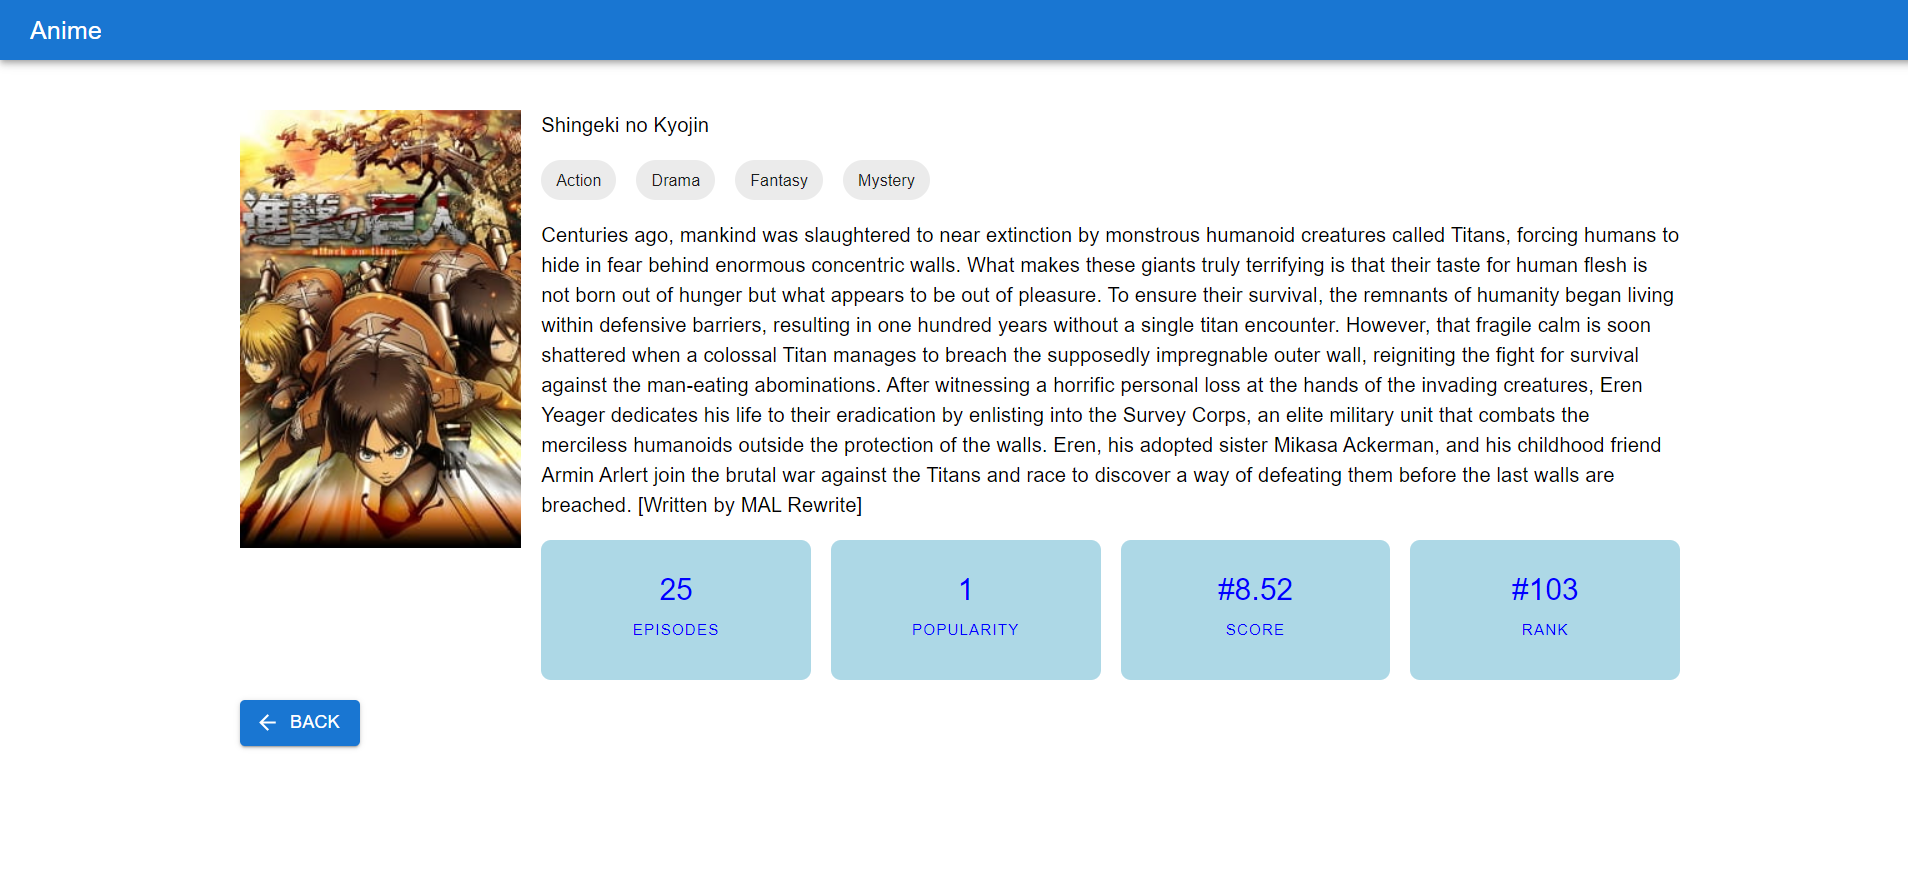 Anime
進撃の巨人
attack on titan
Shingeki no Kyojin
Action Drama Fantasy Mystery
Centuries ago, mankind was slaughtered to near extinction by monstrous humanoid creatures called Titans, forcing humans to
hide in fear behind enormous concentric walls. What makes these giants truly terrifying is that their taste for human flesh is
not born out of hunger but what appears to be out of pleasure. To ensure their survival, the remnants of humanity began living
within defensive barriers, resulting in one hundred years without a single titan encounter. However, that fragile calm is soon
shattered when a colossal Titan manages to breach the supposedly impregnable outer wall, reigniting the fight for survival
against the man-eating abominations. After witnessing a horrific personal loss at the hands of the invading creatures, Eren
Yeager dedicates his life to their eradication by enlisting into the Survey Corps, an elite military unit that combats the
merciless humanoids outside the protection of the walls. Eren, his adopted sister Mikasa Ackerman, and his childhood friend
Armin Arlert join the brutal war against the Titans and race to discover a way of defeating them before the last walls are
breached. [Written by MAL Rewrite]
25 1 #8.52 #103
EPISODES POPULARITY SCORE RANK
BACK